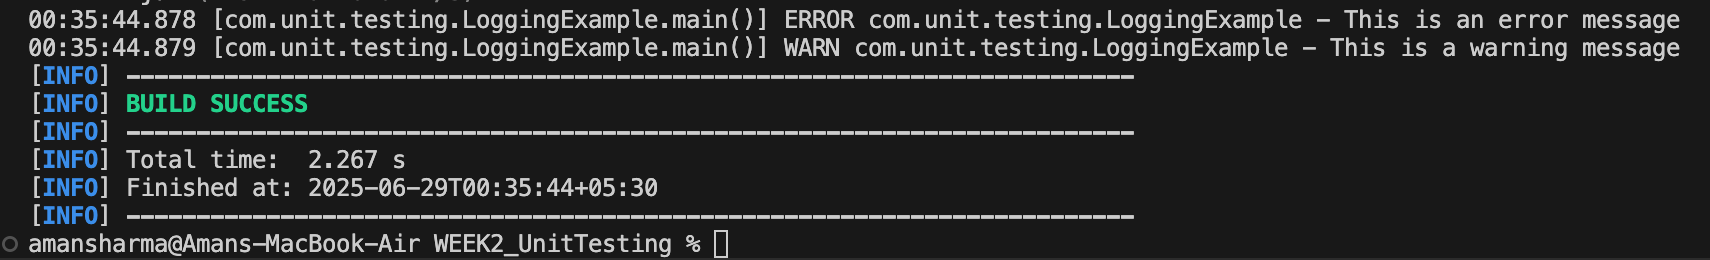 00:35:44.878 [com.unit.testing.LoggingExample.main()] ERROR com.unit.testing.LoggingExample - This is an error message
00:35:44.879 [com.unit.testing.LoggingExample.main()] WARN com.unit.testing.LoggingExample - This is a warning message
[INFO] ------------------------------------------------------------------------
[INFO] BUILD SUCCESS
[INFO] ------------------------------------------------------------------------
[INFO] Total time:  2.267 s
[INFO] Finished at: 2025-06-29T00:35:44+05:30
[INFO] ------------------------------------------------------------------------
amansharma@Amans-MacBook-Air WEEK2_UnitTesting %